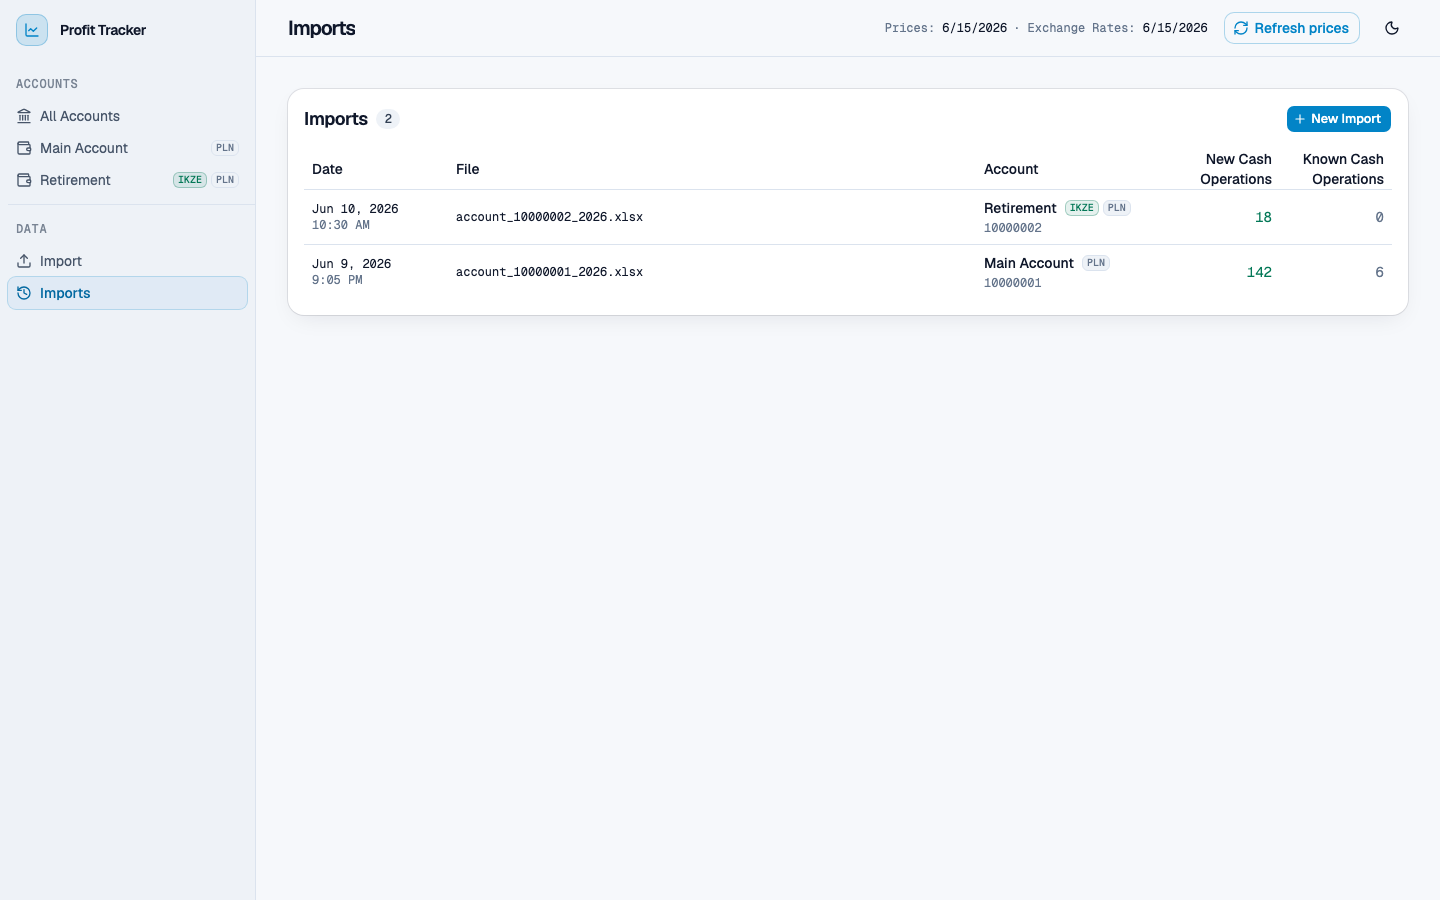 Profit Tracker
ACCOUNTS
All Accounts
Main Account PLN
Retirement IKZE PLN
DATA
Import
Imports
Imports
Prices: 6/15/2026 · Exchange Rates: 6/15/2026
Refresh prices
Imports 2
New Import
Date File Account New Cash Operations Known Cash Operations
Jun 10, 2026
10:30 AM
account_10000002_2026.xlsx
Retirement IKZE PLN
10000002
18
0
Jun 9, 2026
9:05 PM
account_10000001_2026.xlsx
Main Account PLN
10000001
142
6